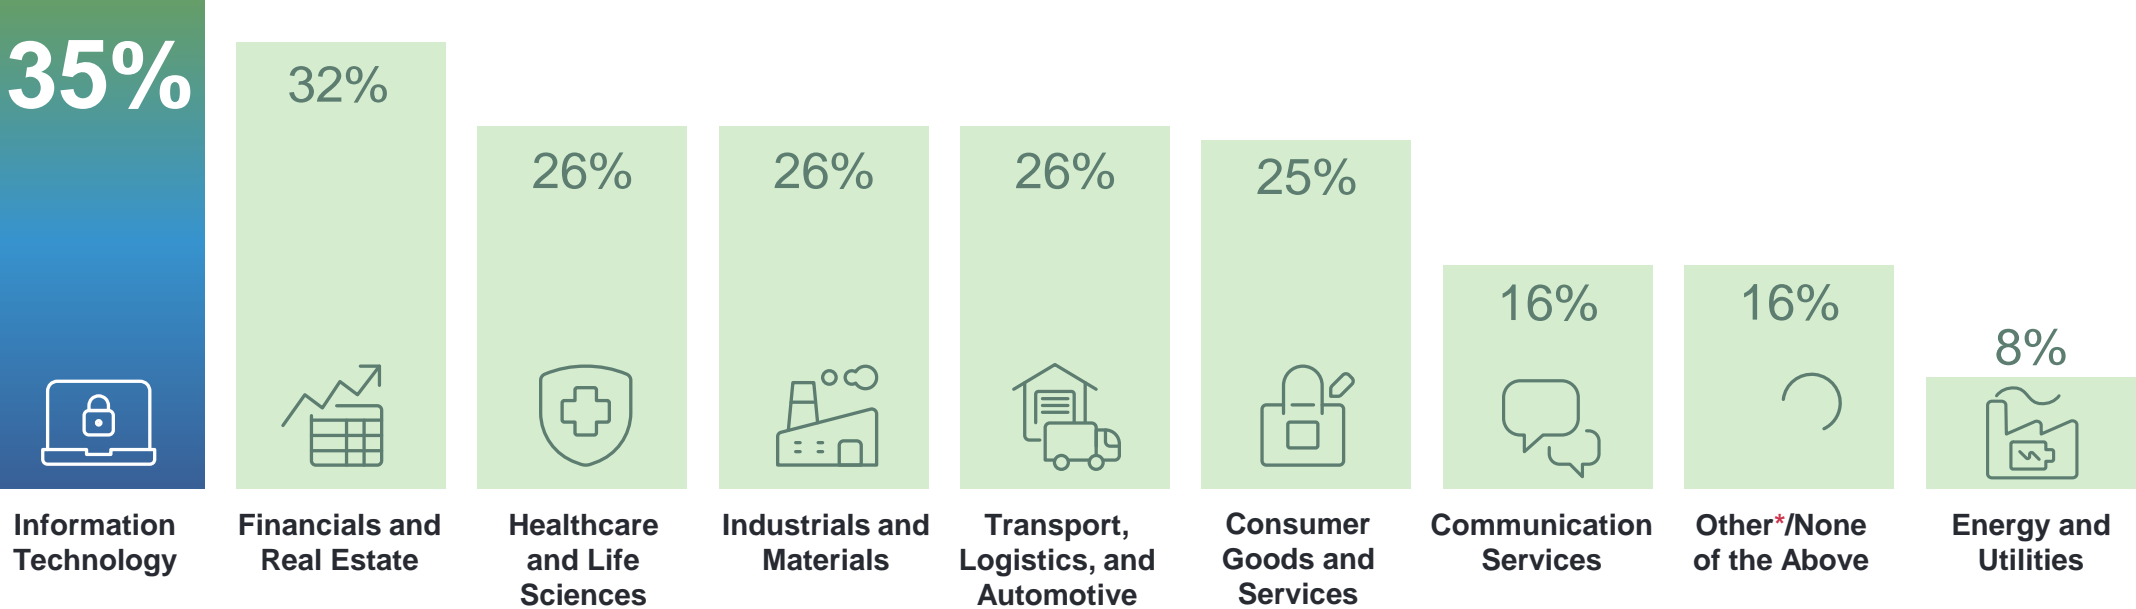 35%
32%
26%
26%
26%
25%
16%
16%
8%
Information
Technology
Financials and
Real Estate
Healthcare
and Life
Sciences
Industrials and
Materials
Transport,
Logistics, and
Automotive
Consumer
Goods and
Services
Communication
Services
Other*/None
of the Above
Energy and
Utilities